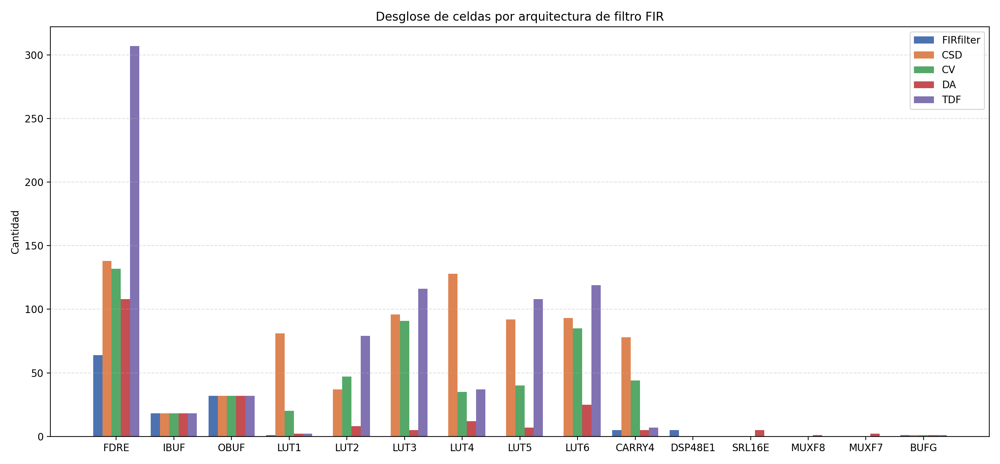 Desglose de celdas por arquitectura de filtro FIR
FIRfilter
CSD
CV
DA
TDF
Cantidad
300
250
200
150
100
50
0
FDRE IBUF OBUF LUT1 LUT2 LUT3 LUT4 LUT5 LUT6 CARRY4 DSP48E1 SRL16E MUXF8 MUXF7 BUFG